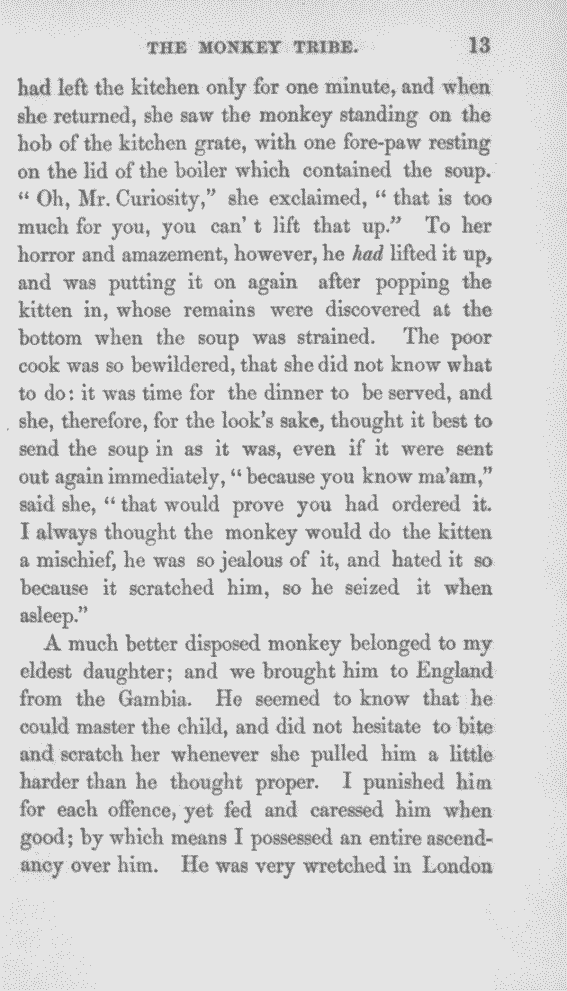 THE MONKEY TRIBE. 13
had left the kitchen only for one minute, and when
she returned, she saw the monkey standing on the
hob of the kitchen grate, with one fore-paw resting
on the lid of the boiler which contained the soup.
“ Oh, Mr. Curiosity,” she exclaimed, “ that is too
much for you, you can’ t lift that up.” To her
horror and amazement, however, he had lifted it up,
and was putting it on again after popping the
kitten in, whose remains were discovered at the
bottom when the soup was strained. The poor
cook was so bewildered, that she did not know what
to do: it was time for the dinner to be served, and
she, therefore, for the look’s sake, thought it best to
send the soup in as it was, even if it were sent
out again immediately, “ because you know ma’am,”
said she, “ that would prove you had ordered it.
I always thought the monkey would do the kitten
a mischief, he was so jealous of it, and hated it so
because it scratched him, so he seized it when
asleep.”
A much better disposed monkey belonged to my
eldest daughter; and we brought him to England
from the Gambia. He seemed to know that he
could master the child, and did not hesitate to bite
and scratch her whenever she pulled him a little
harder than he thought proper. I punished him
for each offence, yet fed and caressed him when
good; by which means I possessed an entire ascend-
ancy over him. He was very wretched in London